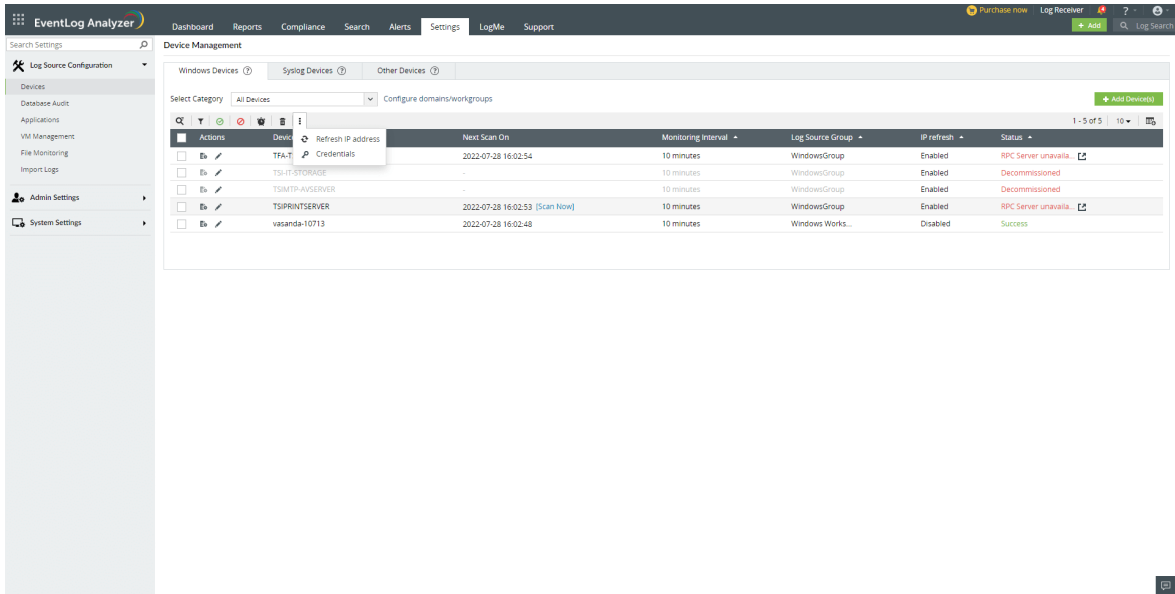 EventLog Analyzer
Purchase now Log Receiver ?
Dashboard Reports Compliance Search Alerts Settings LogMe Support
+ Add Log Search
Search Settings
Device Management
Log Source Configuration
Devices
Database Audit
Applications
VM Management
File Monitoring
Import Logs
Admin Settings
System Settings
Windows Devices ? Syslog Devices ? Other Devices ?
Select Category All Devices Configure domains/workgroups + Add Device(s)
1 - 5 of 5 10
Refresh IP address
Credentials
Actions Devic Next Scan On Monitoring Interval Log Source Group IP refresh Status
TFA-T 2022-07-28 16:02:54 10 minutes WindowsGroup Enabled RPC Server unavaila...
TSI-IT-STORAGE - 10 minutes WindowsGroup Enabled Decommissioned
TSIMTP-AVSERVER - 10 minutes WindowsGroup Enabled Decommissioned
TSIPRINTSERVER 2022-07-28 16:02:53 [Scan Now] 10 minutes WindowsGroup Enabled RPC Server unavaila...
vasanda-10713 2022-07-28 16:02:48 10 minutes Windows Works... Disabled Success